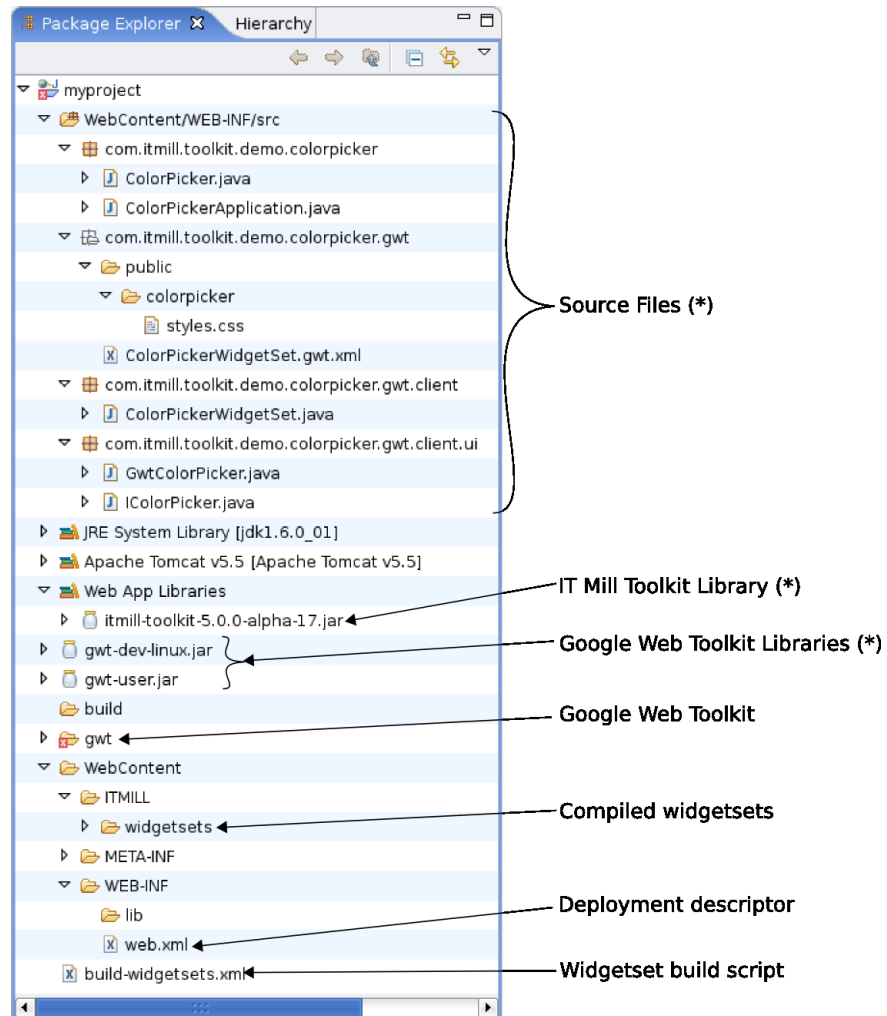 Package Explorer
Hierarchy
myproject
WebContent/WEB-INF/src
com.itmill.toolkit.demo.colorpicker
ColorPicker.java
ColorPickerApplication.java
com.itmill.toolkit.demo.colorpicker.gwt
public
colorpicker
Source Files (*)
styles.css
ColorPickerWidgetSet.gwt.xml
com.itmill.toolkit.demo.colorpicker.gwt.client
ColorPickerWidgetSet.java
com.itmill.toolkit.demo.colorpicker.gwt.client.ui
GwtColorPicker.java
IColorPicker.java
JRE System Library [jdk1.6.0_01]
Apache Tomcat v5.5 [Apache Tomcat v5.5]
Web App Libraries
IT Mill Toolkit Library (*)
itmill-toolkit-5.0.0-alpha-17.jar
gwt-dev-linux.jar
Google Web Toolkit Libraries (*)
gwt-user.jar
build
Google Web Toolkit
gwt
WebContent
ITMILL
Compiled widgetsets
widgetsets
META-INF
WEB-INF
Deployment descriptor
lib
web.xml
Widgetset build script
build-widgetsets.xml